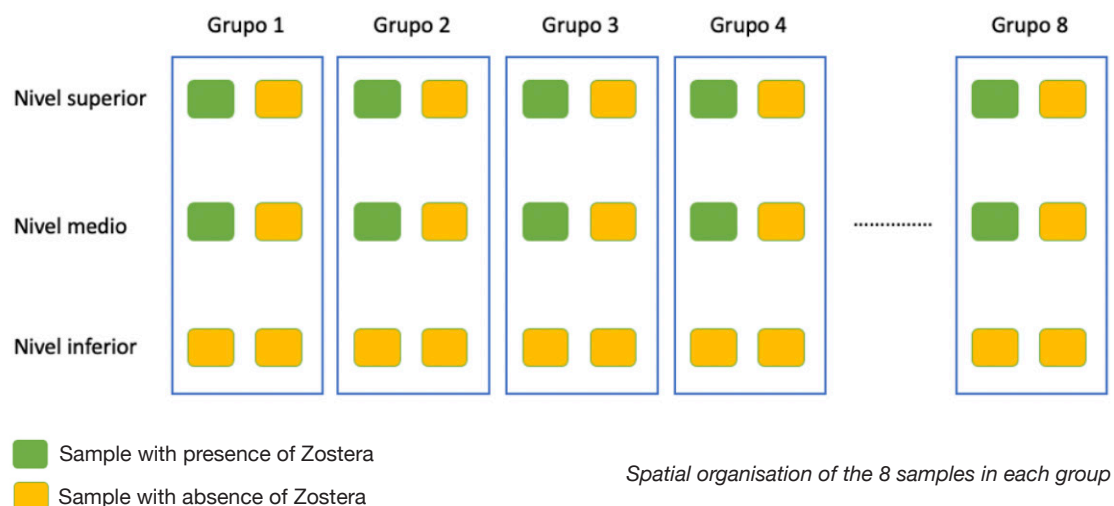 Grupo 1 Grupo 2 Grupo 3 Grupo 4 Grupo 8
Nivel superior
Nivel medio
..............
Nivel inferior
Sample with presence of Zostera
Spatial organisation of the 8 samples in each group
Sample with absence of Zostera